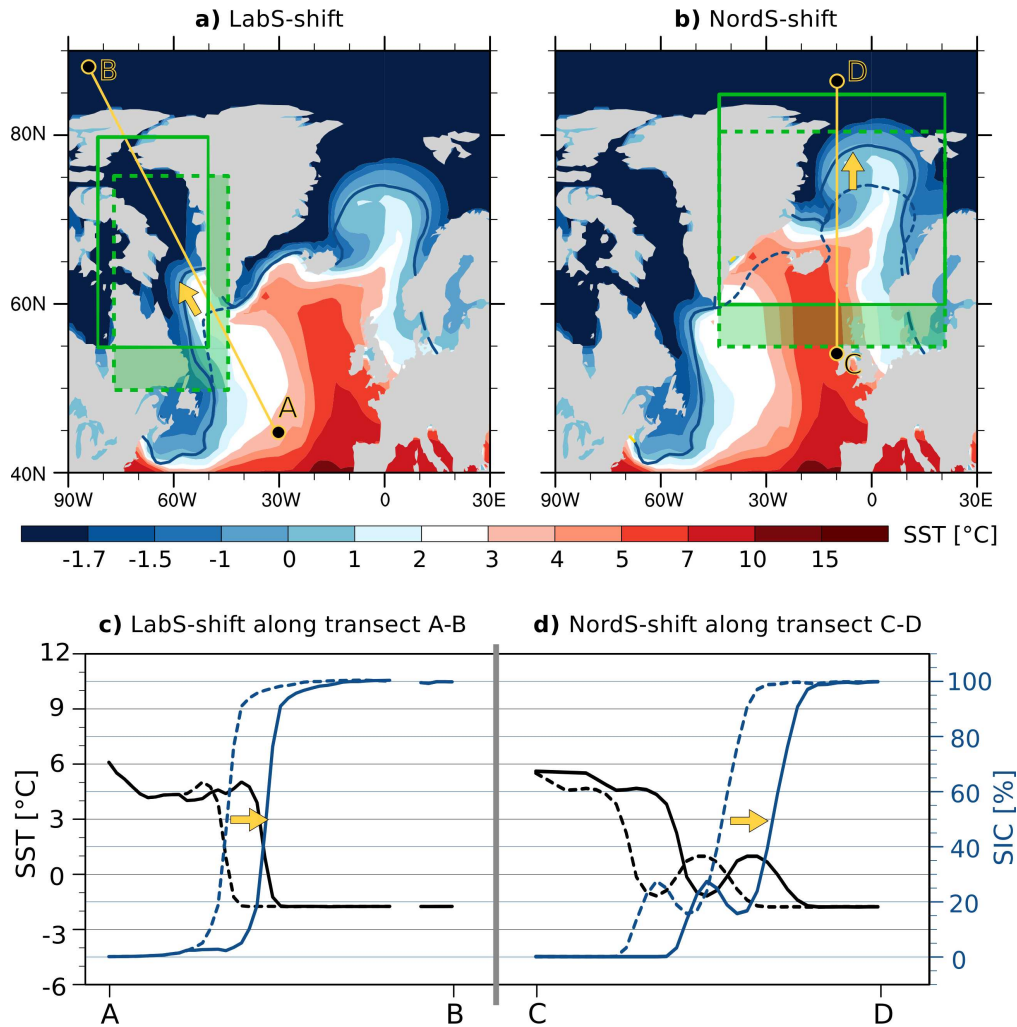 a) LabS-shift
b) NordS-shift
B
D
80N
60N
40N
A
C
90W 60W 30W 0 30E
90W 60W 30W 0 30E
-1.7 -1.5 -1 0 1 2 3 4 5 7 10 15
SST [°C]
c) LabS-shift along transect A-B
d) NordS-shift along transect C-D
12
9
6
3
0
-3
-6
SST [°C]
100
80
60
40
20
0
SIC [%]
A B
C D